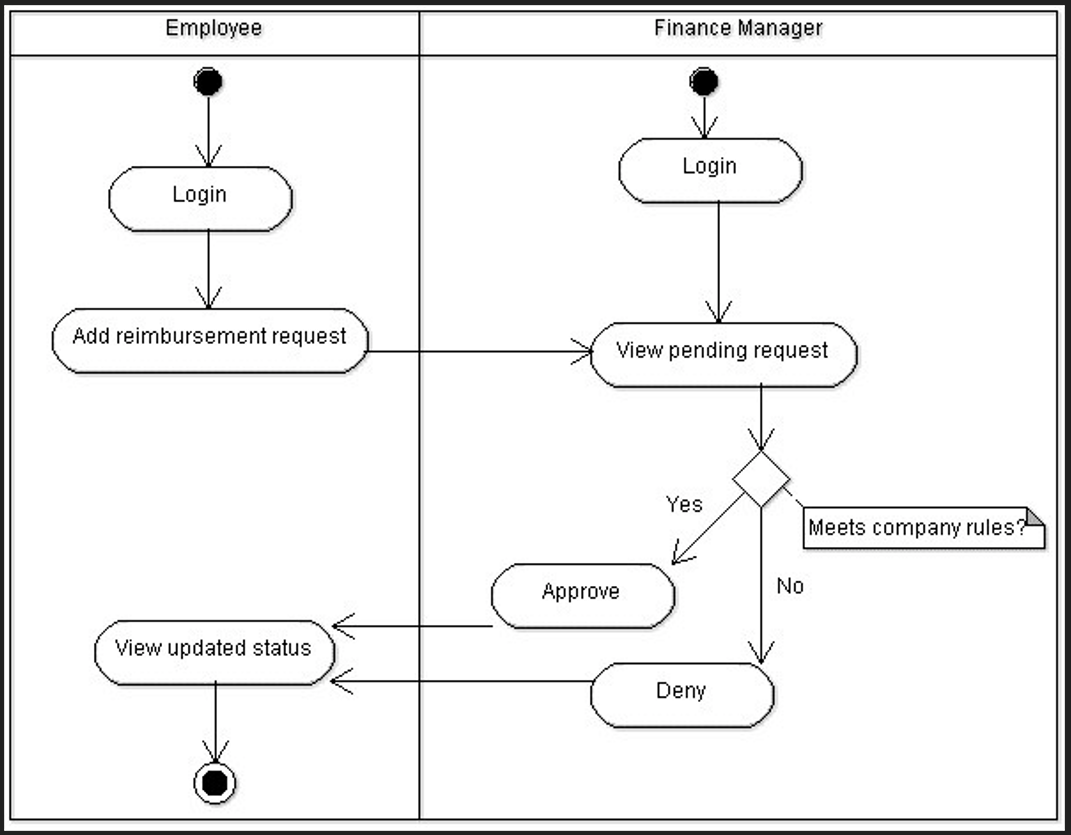 Employee
Finance Manager
Login
Login
Add reimbursement request
View pending request
Yes
Meets company rules?
No
Approve
View updated status
Deny